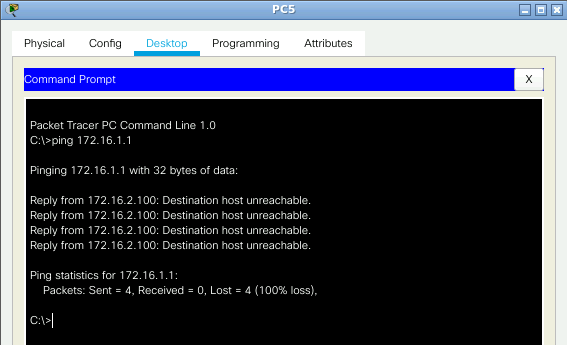 PC5
Physical Config Desktop Programming Attributes
Command Prompt X
Packet Tracer PC Command Line 1.0
C:\>ping 172.16.1.1
Pinging 172.16.1.1 with 32 bytes of data:
Reply from 172.16.2.100: Destination host unreachable.
Reply from 172.16.2.100: Destination host unreachable.
Reply from 172.16.2.100: Destination host unreachable.
Reply from 172.16.2.100: Destination host unreachable.
Ping statistics for 172.16.1.1:
Packets: Sent = 4, Received = 0, Lost = 4 (100% loss),
C:\>